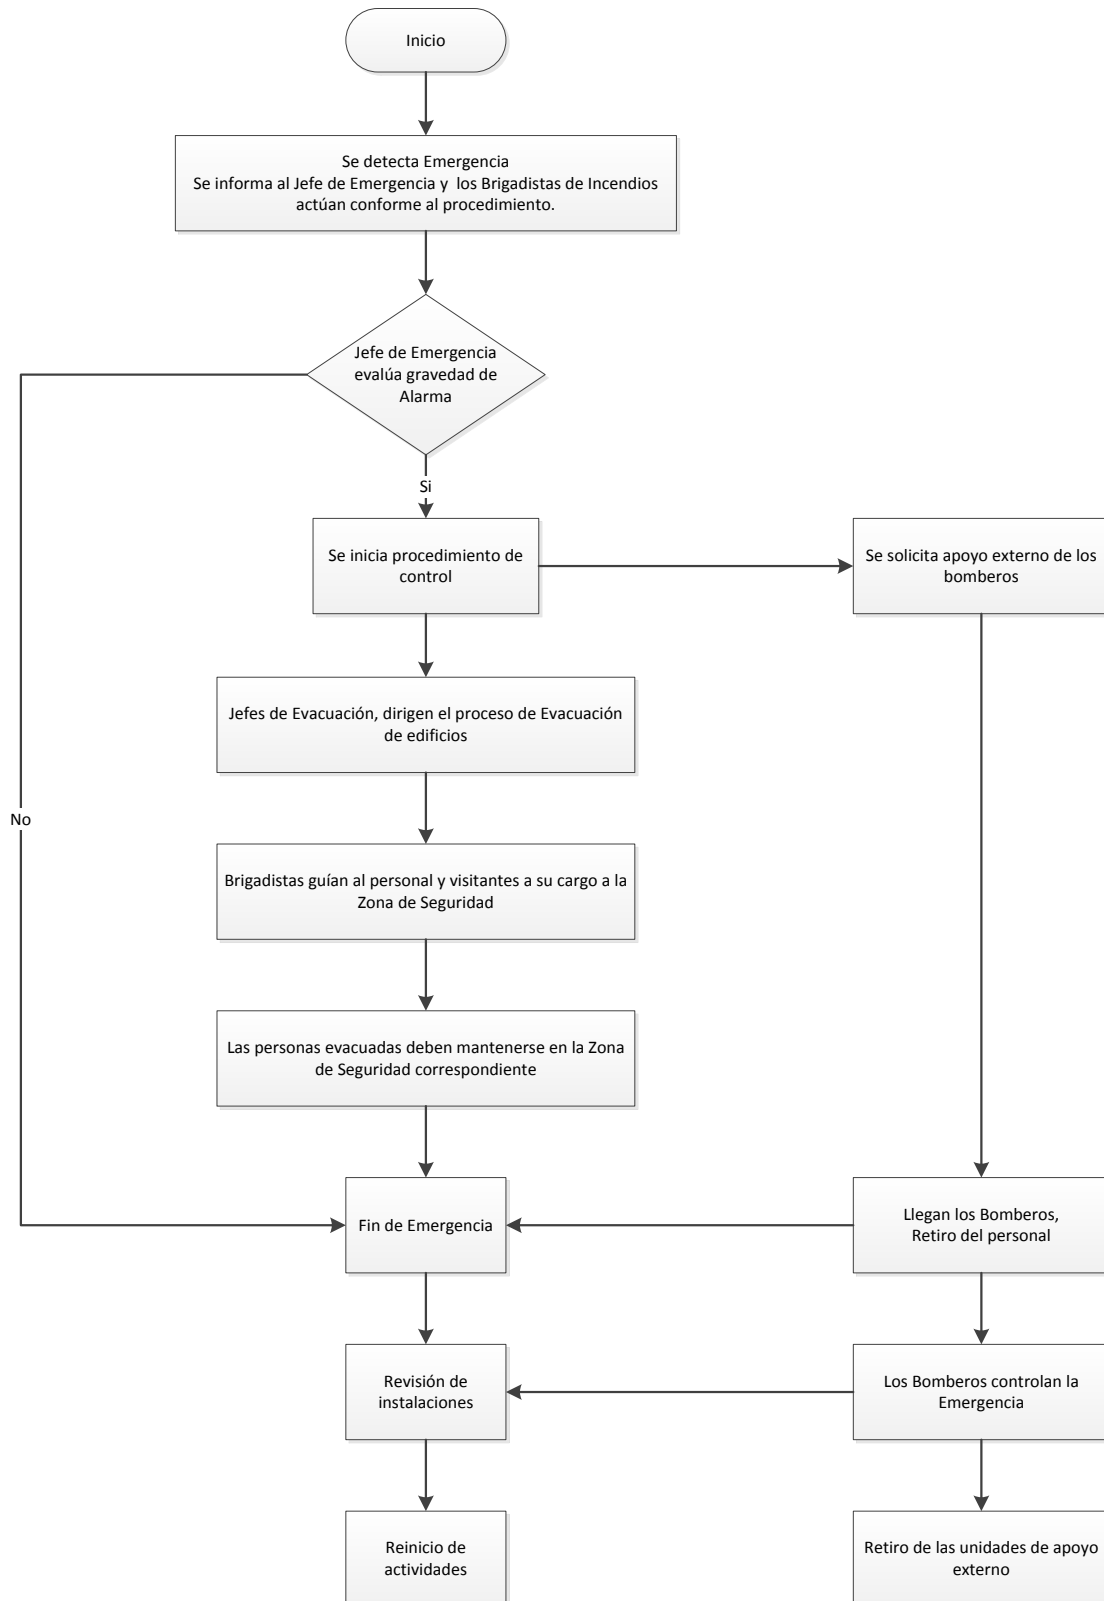 Inicio
Se detecta Emergencia
Se informa al Jefe de Emergencia y los Brigadistas de Incendios
actúan conforme al procedimiento.
Jefe de Emergencia
evalúa gravedad de
Alarma
Si
Se inicia procedimiento de
control
Se solicita apoyo externo de los
bomberos
Jefes de Evacuación, dirigen el proceso de Evacuación
de edificios
No
Brigadistas guían al personal y visitantes a su cargo a la
Zona de Seguridad
Las personas evacuadas deben mantenerse en la Zona
de Seguridad correspondiente
Fin de Emergencia
Llegan los Bomberos,
Retiro del personal
Revisión de
instalaciones
Los Bomberos controlan la
Emergencia
Reinicio de
actividades
Retiro de las unidades de apoyo
externo